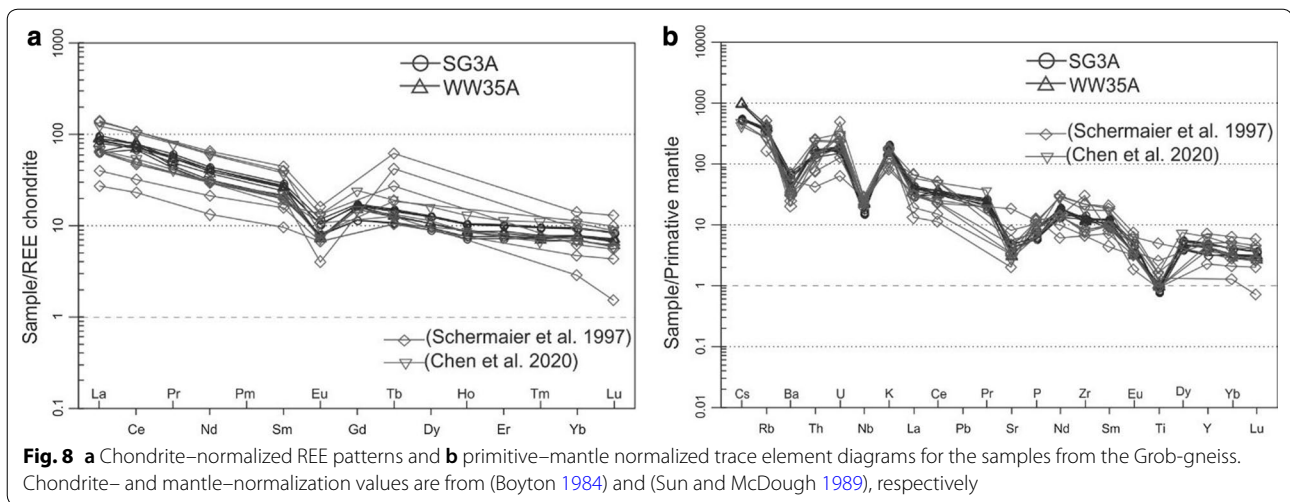 a
1000
100
10
1
0.1
Sample/REE chondrite
SG3A
WW35A
(Schermaier et al. 1997)
(Chen et al. 2020)
La Pr Pm Eu Tb Ho Tm Lu
Ce Nd Sm Gd Dy Er Yb
b
10000
1000
100
10
1
0.1
0.01
Sample/Primative mantle
SG3A
WW35A
(Schermaier et al. 1997)
(Chen et al. 2020)
Cs Ba U K Ce Pr P Zr Eu Dy Yb
Rb Th Nb La Pb Sr Nd Sm Ti Y Lu
Fig. 8 a Chondrite–normalized REE patterns and b primitive–mantle normalized trace element diagrams for the samples from the Grob-gneiss.
Chondrite– and mantle–normalization values are from (Boyton 1984) and (Sun and McDough 1989), respectively